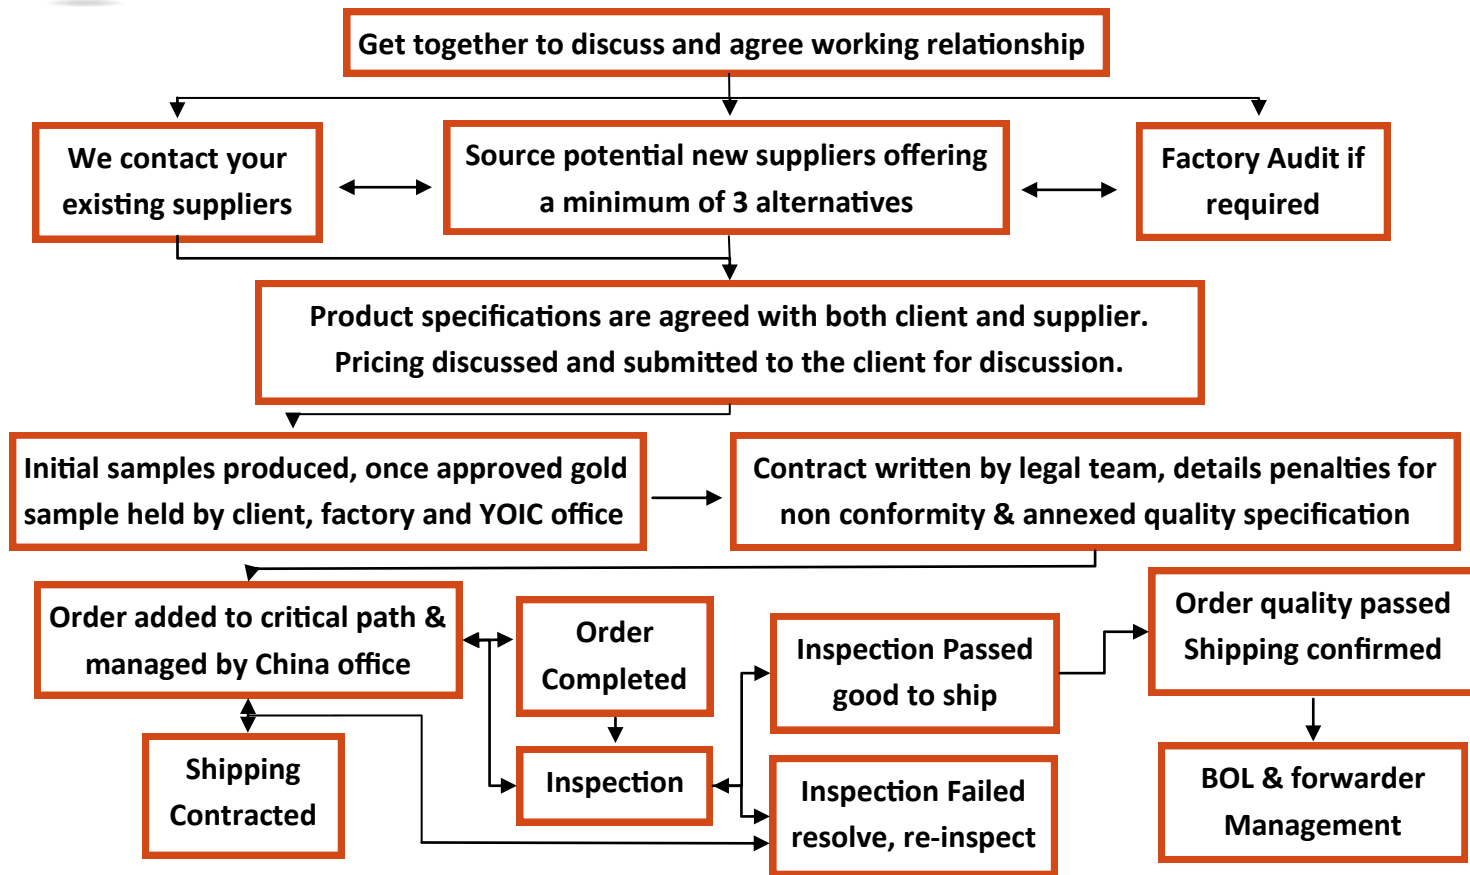 Get together to discuss and agree working relationship
We contact your
existing suppliers
Source potential new suppliers offering
a minimum of 3 alternatives
Factory Audit if
required
Product specifications are agreed with both client and supplier.
Pricing discussed and submitted to the client for discussion.
Initial samples produced, once approved gold
sample held by client, factory and YOIC office
Contract written by legal team, details penalties for
non conformity & annexed quality specification
Order added to critical path &
managed by China office
Order
Completed
Inspection Passed
good to ship
Order quality passed
Shipping confirmed
Shipping
Contracted
Inspection
Inspection Failed
resolve, re-inspect
BOL & forwarder
Management